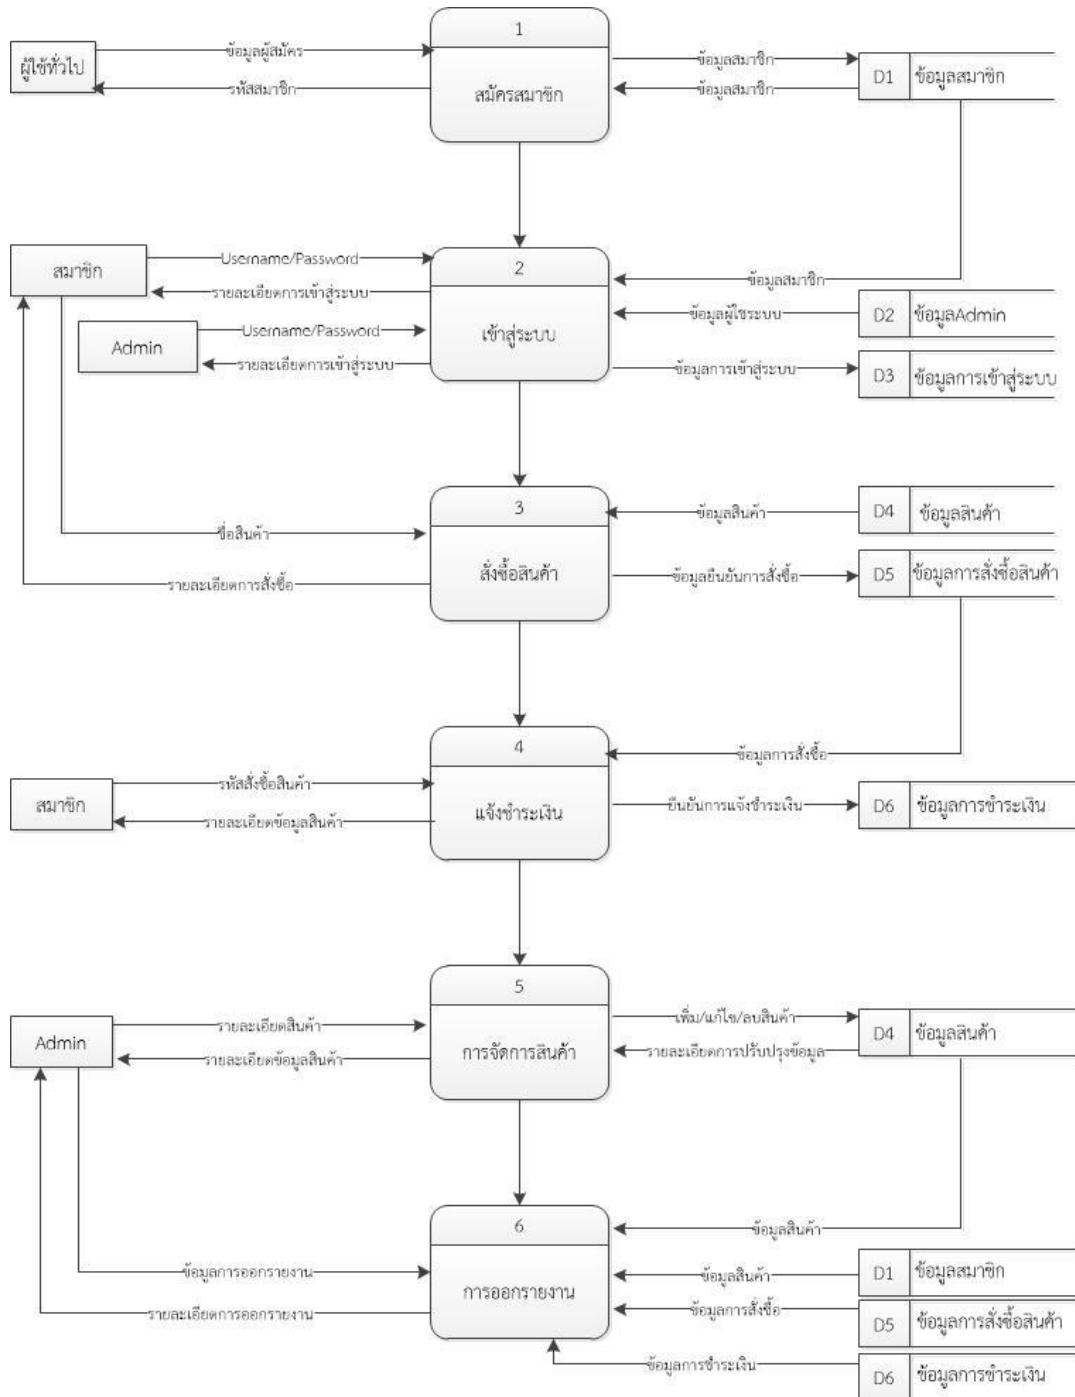 1
ผู้ใช้ทั่วไป
ข้อมูลผู้สมัคร
รหัสสมาชิก
สมัครสมาชิก
ข้อมูลสมาชิก
ข้อมูลสมาชิก
D1 ข้อมูลสมาชิก
สมาชิก
Username/Password
รายละเอียดการเข้าสู่ระบบ
Admin
Username/Password
รายละเอียดการเข้าสู่ระบบ
2
เข้าสู่ระบบ
ข้อมูลสมาชิก
ข้อมูลผู้ใช้ระบบ
D2 ข้อมูลAdmin
ข้อมูลการเข้าสู่ระบบ
D3 ข้อมูลการเข้าสู่ระบบ
3
สั่งซื้อสินค้า
ชื่อสินค้า
รายละเอียดการสั่งซื้อ
ข้อมูลสินค้า
D4 ข้อมูลสินค้า
ข้อมูลยืนยันการสั่งซื้อ
D5 ข้อมูลการสั่งซื้อสินค้า
4
แจ้งชำระเงิน
สมาชิก
รหัสสั่งซื้อสินค้า
รายละเอียดข้อมูลสินค้า
ข้อมูลการสั่งซื้อ
ยืนยันการแจ้งชำระเงิน
D6 ข้อมูลการชำระเงิน
5
การจัดการสินค้า
Admin
รายละเอียดสินค้า
รายละเอียดข้อมูลสินค้า
เพิ่ม/แก้ไข/ลบสินค้า
รายละเอียดการปรับปรุงข้อมูล
D4 ข้อมูลสินค้า
6
การออกรายงาน
ข้อมูลการออกรายงาน
รายละเอียดการออกรายงาน
ข้อมูลสินค้า
ข้อมูลสินค้า
D1 ข้อมูลสมาชิก
ข้อมูลการสั่งซื้อ
D5 ข้อมูลการสั่งซื้อสินค้า
ข้อมูลการชำระเงิน
D6 ข้อมูลการชำระเงิน